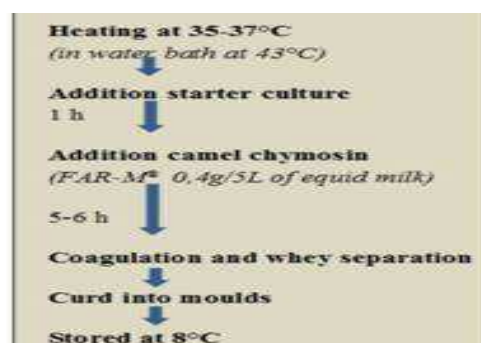 Heating at 35-37°C
(in water bath at 43°C)
Addition starter culture
1 h
Addition camel chymosin
(FAR-M® 0,4g/5L of equid milk)
5-6 h
Coagulation and whey separation
Curd into moulds
Stored at 8°C